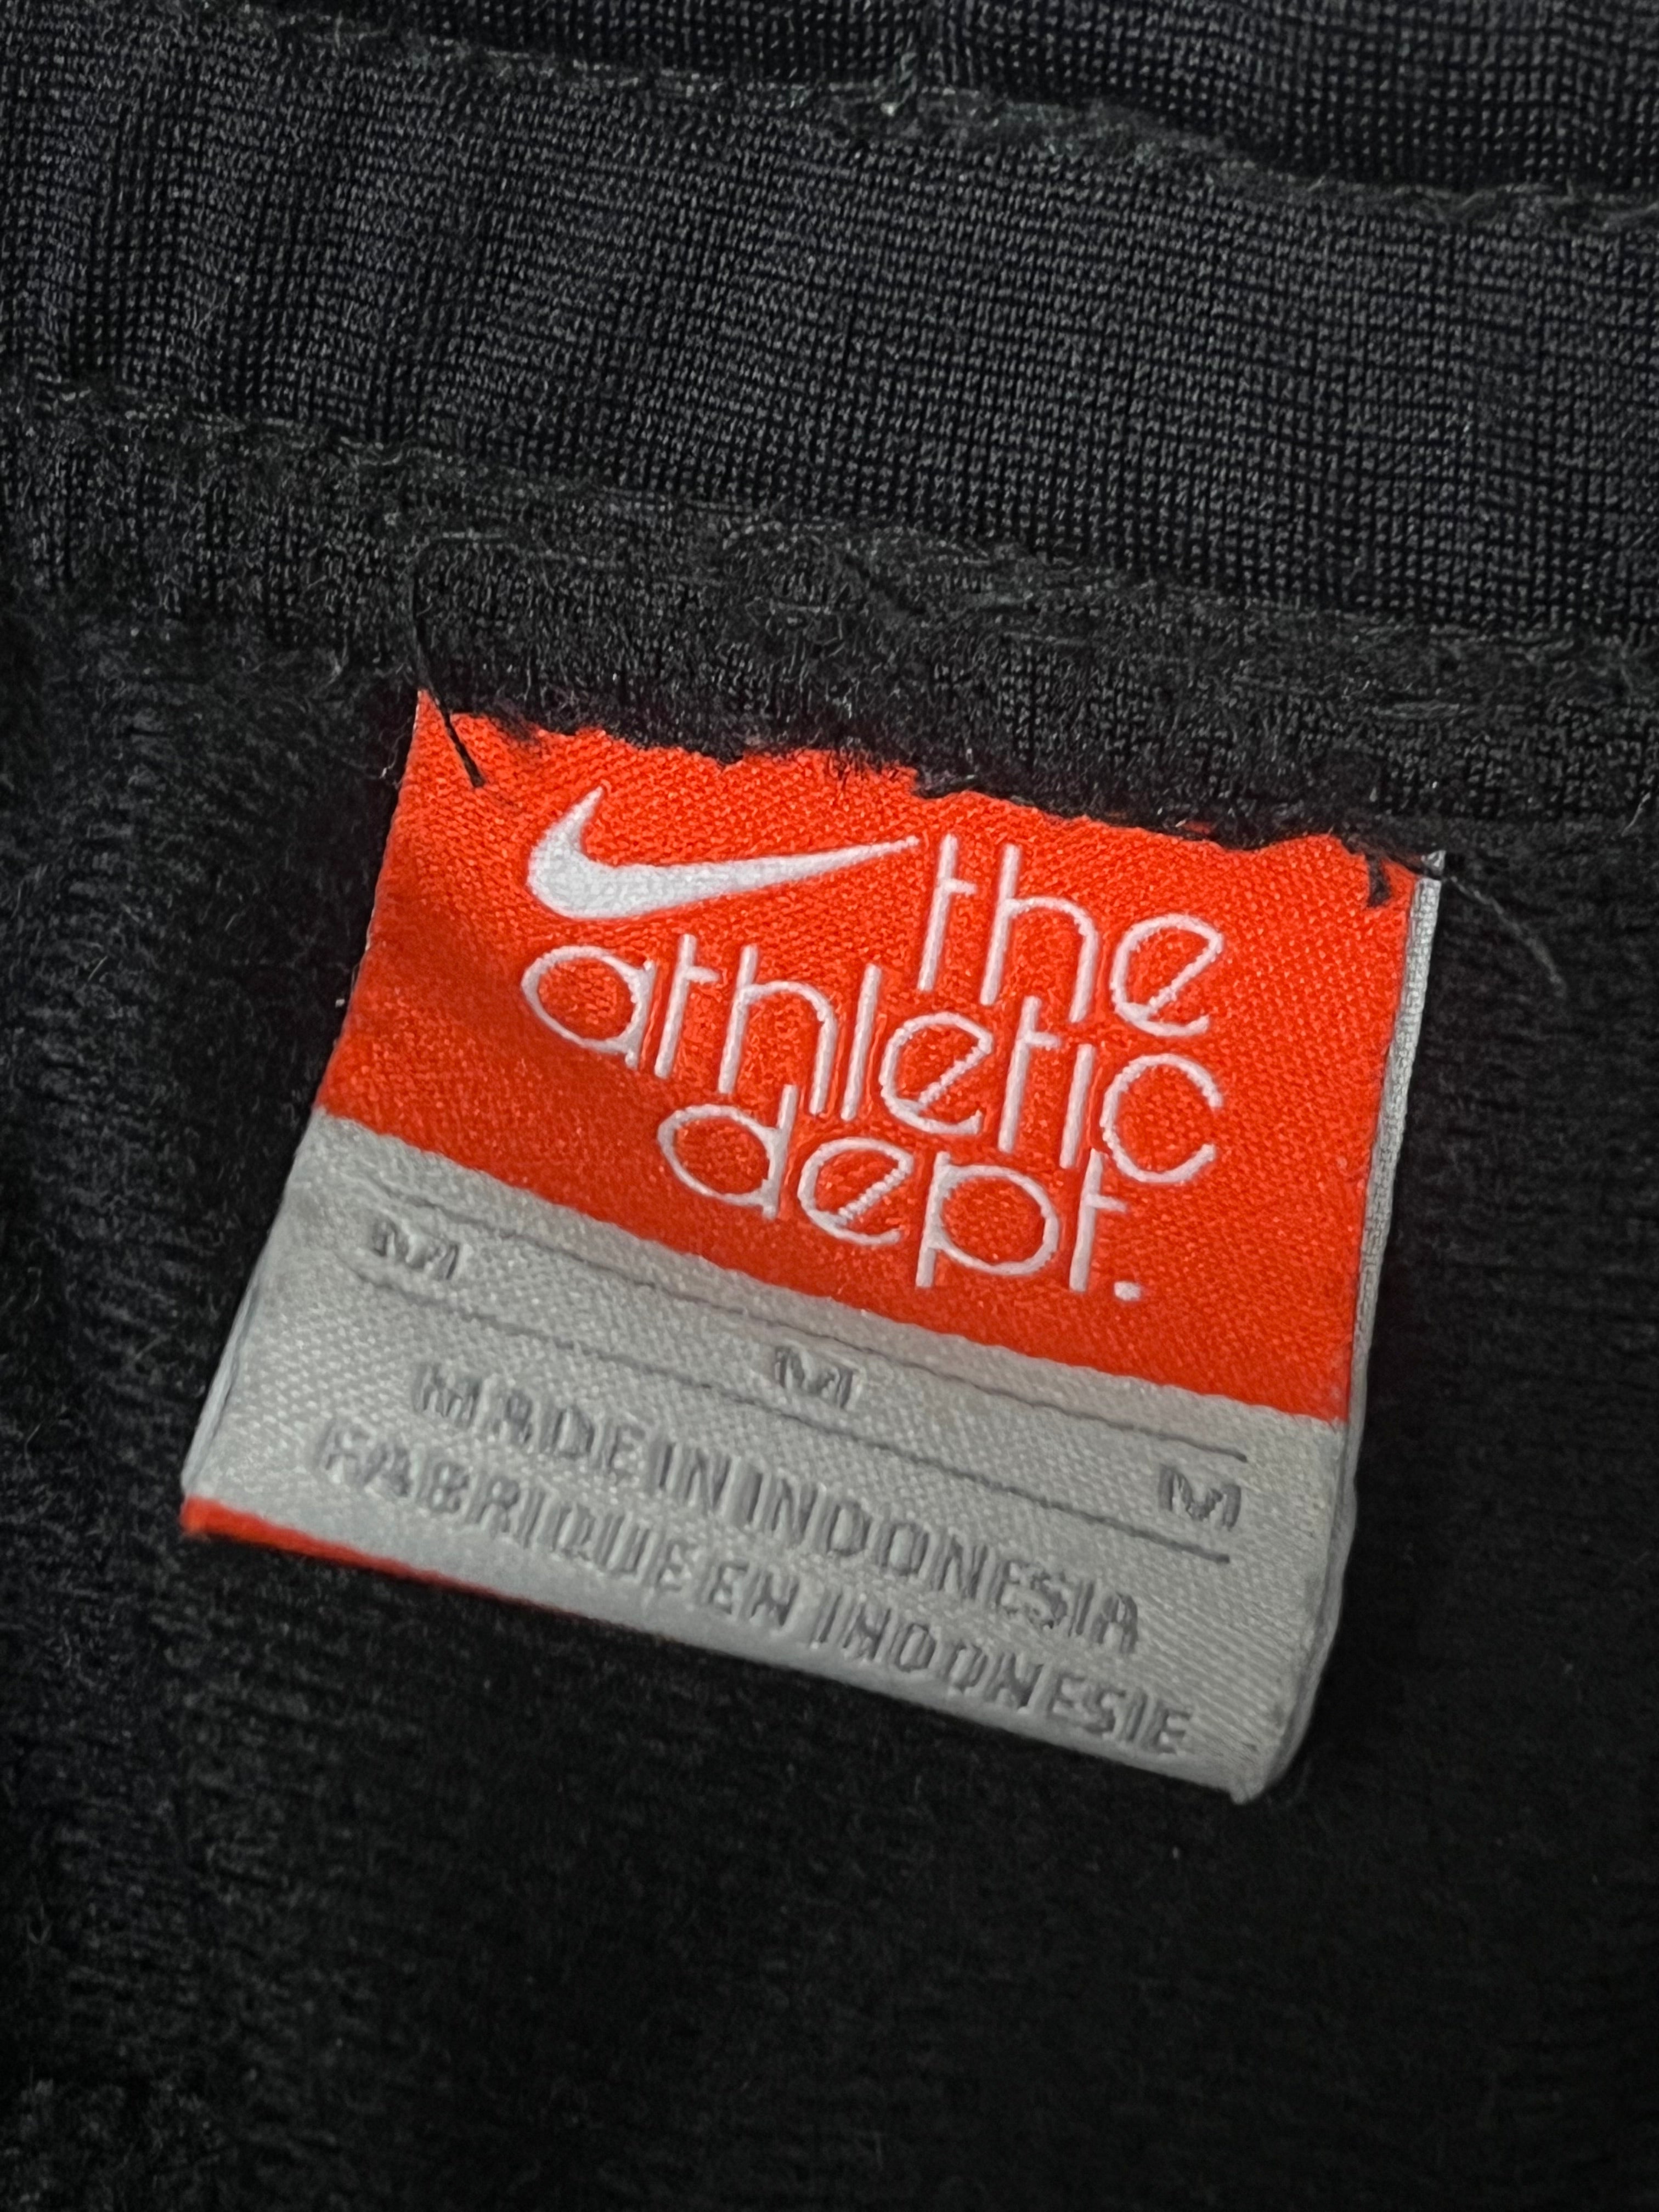 the
athletic
dept.
M M M
MADE IN INDONESIA
FABRIQUE EN INDONESIE